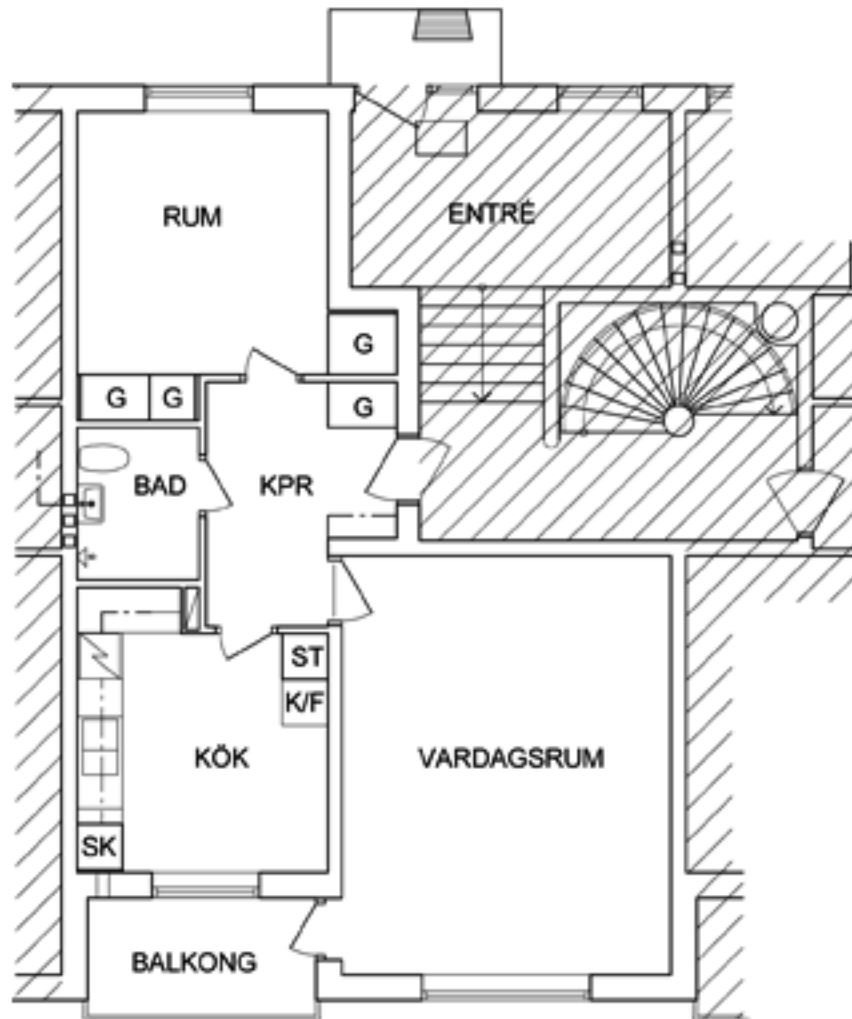 RUM
ENTRÉ
G
G
G
G
BAD
KPR
ST
K/F
KÖK
VARDAGSRUM
SK
BALKONG